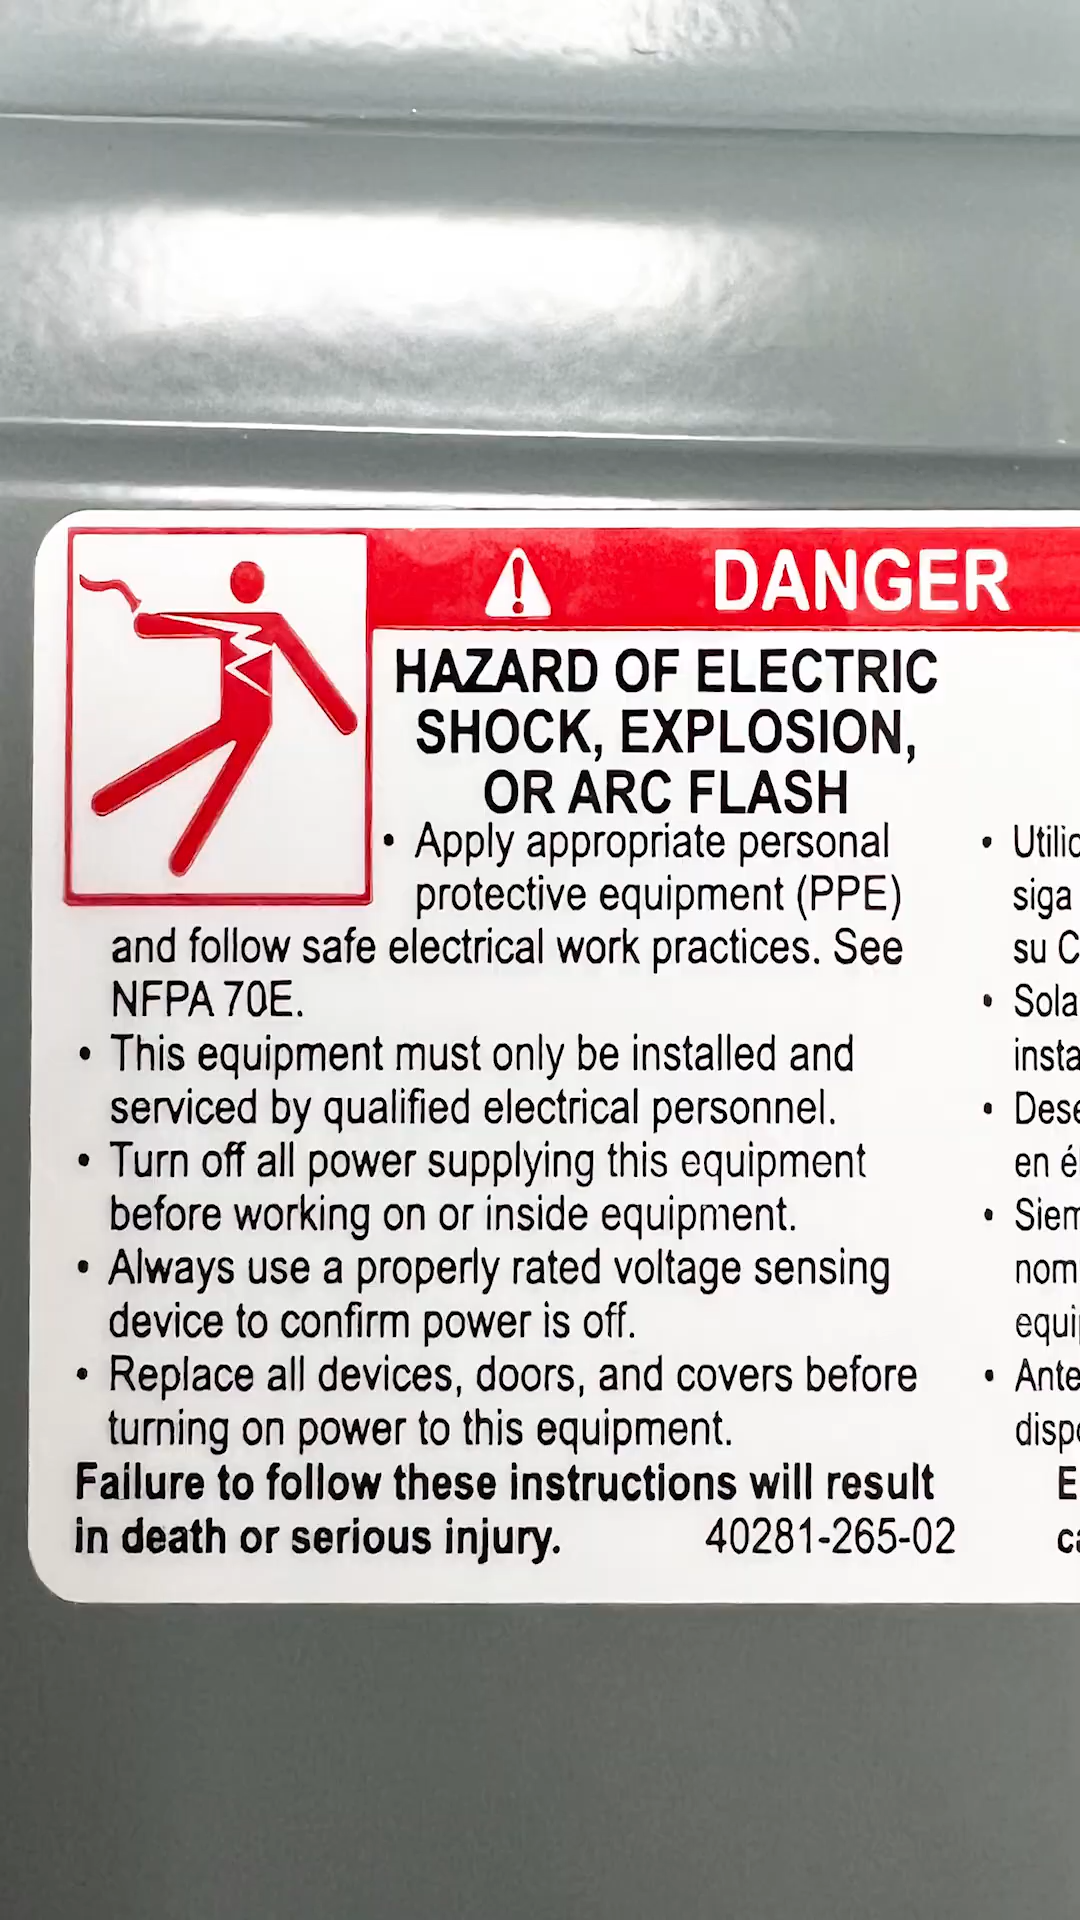 DANGER
HAZARD OF ELECTRIC
SHOCK, EXPLOSION,
OR ARC FLASH
• Apply appropriate personal
protective equipment (PPE)
and follow safe electrical work practices. See
NFPA 70E.
• This equipment must only be installed and
serviced by qualified electrical personnel.
• Turn off all power supplying this equipment
before working on or inside equipment.
• Always use a properly rated voltage sensing
device to confirm power is off.
• Replace all devices, doors, and covers before
turning on power to this equipment.
Failure to follow these instructions will result
in death or serious injury.
40281-265-02
•
siga
su
•
•
en
•
•